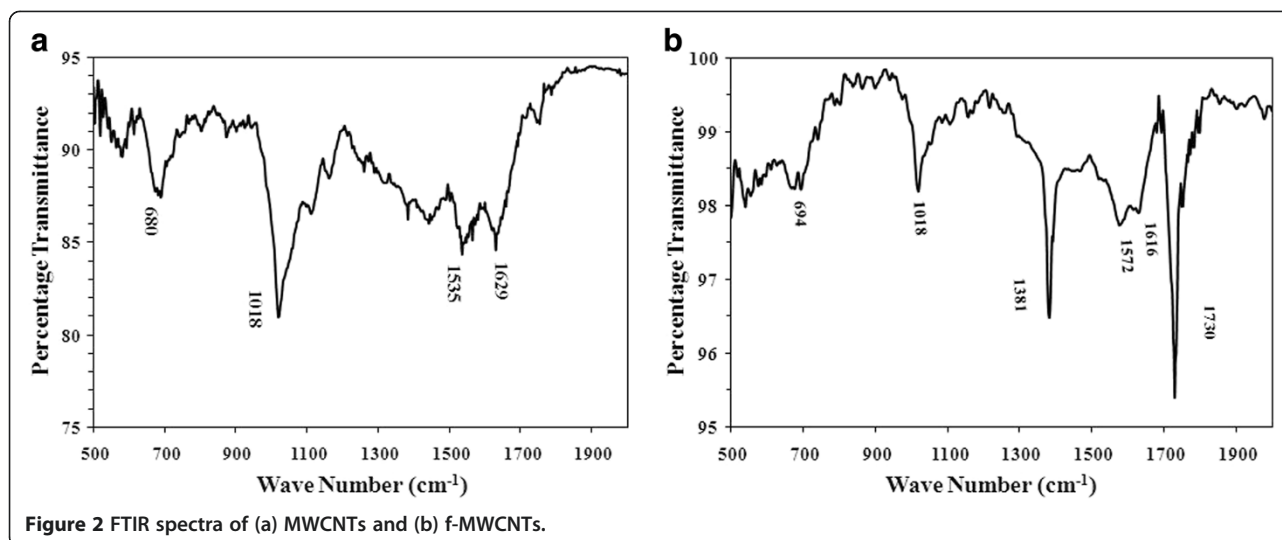 a
95
90
85
80
75
Percentage Transmittance
680
1018
1535
1629
500 700 900 1100 1300 1500 1700 1900
Wave Number (cm-1)
b
100
99
98
97
96
95
Percentage Transmittance
694
1018
1381
1572
1616
1730
500 700 900 1100 1300 1500 1700 1900
Wave Number (cm-1)
Figure 2 FTIR spectra of (a) MWCNTs and (b) f-MWCNTs.